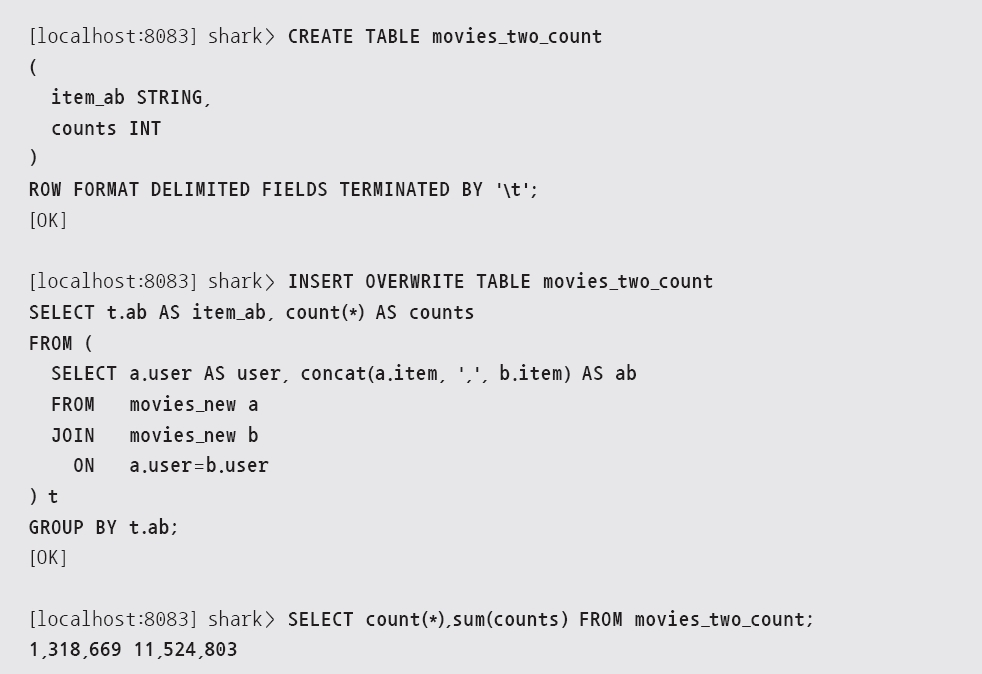 [localhost:8083] shark> CREATE TABLE movies_two_count
(
  item_ab STRING,
  counts INT
)
ROW FORMAT DELIMITED FIELDS TERMINATED BY '\t';
[OK]

[localhost:8083] shark> INSERT OVERWRITE TABLE movies_two_count
SELECT t.ab AS item_ab, count(*) AS counts
FROM (
  SELECT a.user AS user, concat(a.item, ',', b.item) AS ab
  FROM   movies_new a
  JOIN   movies_new b
    ON   a.user=b.user
) t
GROUP BY t.ab;
[OK]

[localhost:8083] shark> SELECT count(*),sum(counts) FROM movies_two_count;
1,318,669 11,524,803